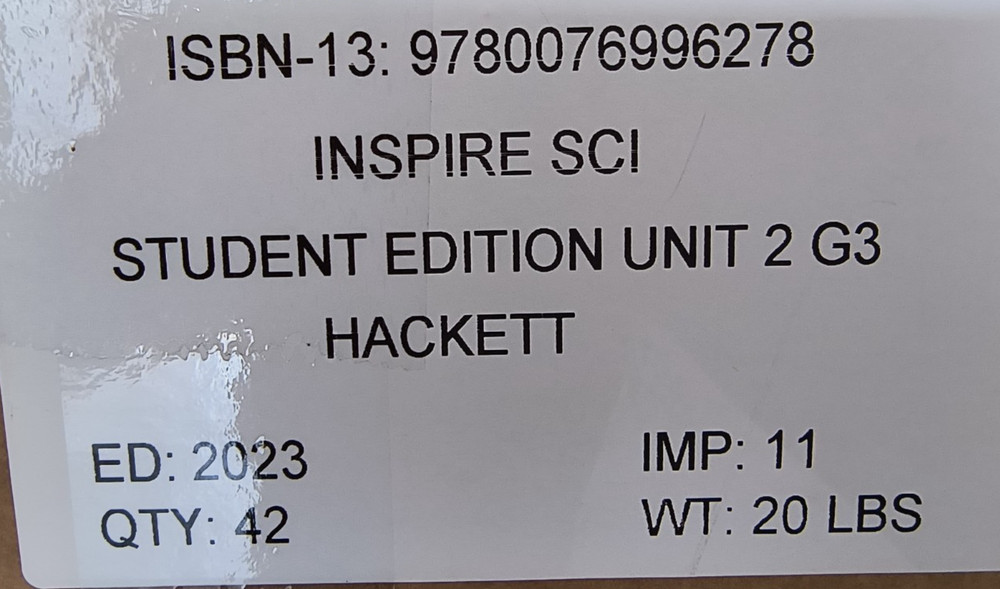 ISBN-13: 9780076996278
INSPIRE SCI
STUDENT EDITION UNIT 2 G3
HACKETT
ED: 2023 IMP: 11
QTY: 42 WT: 20 LBS